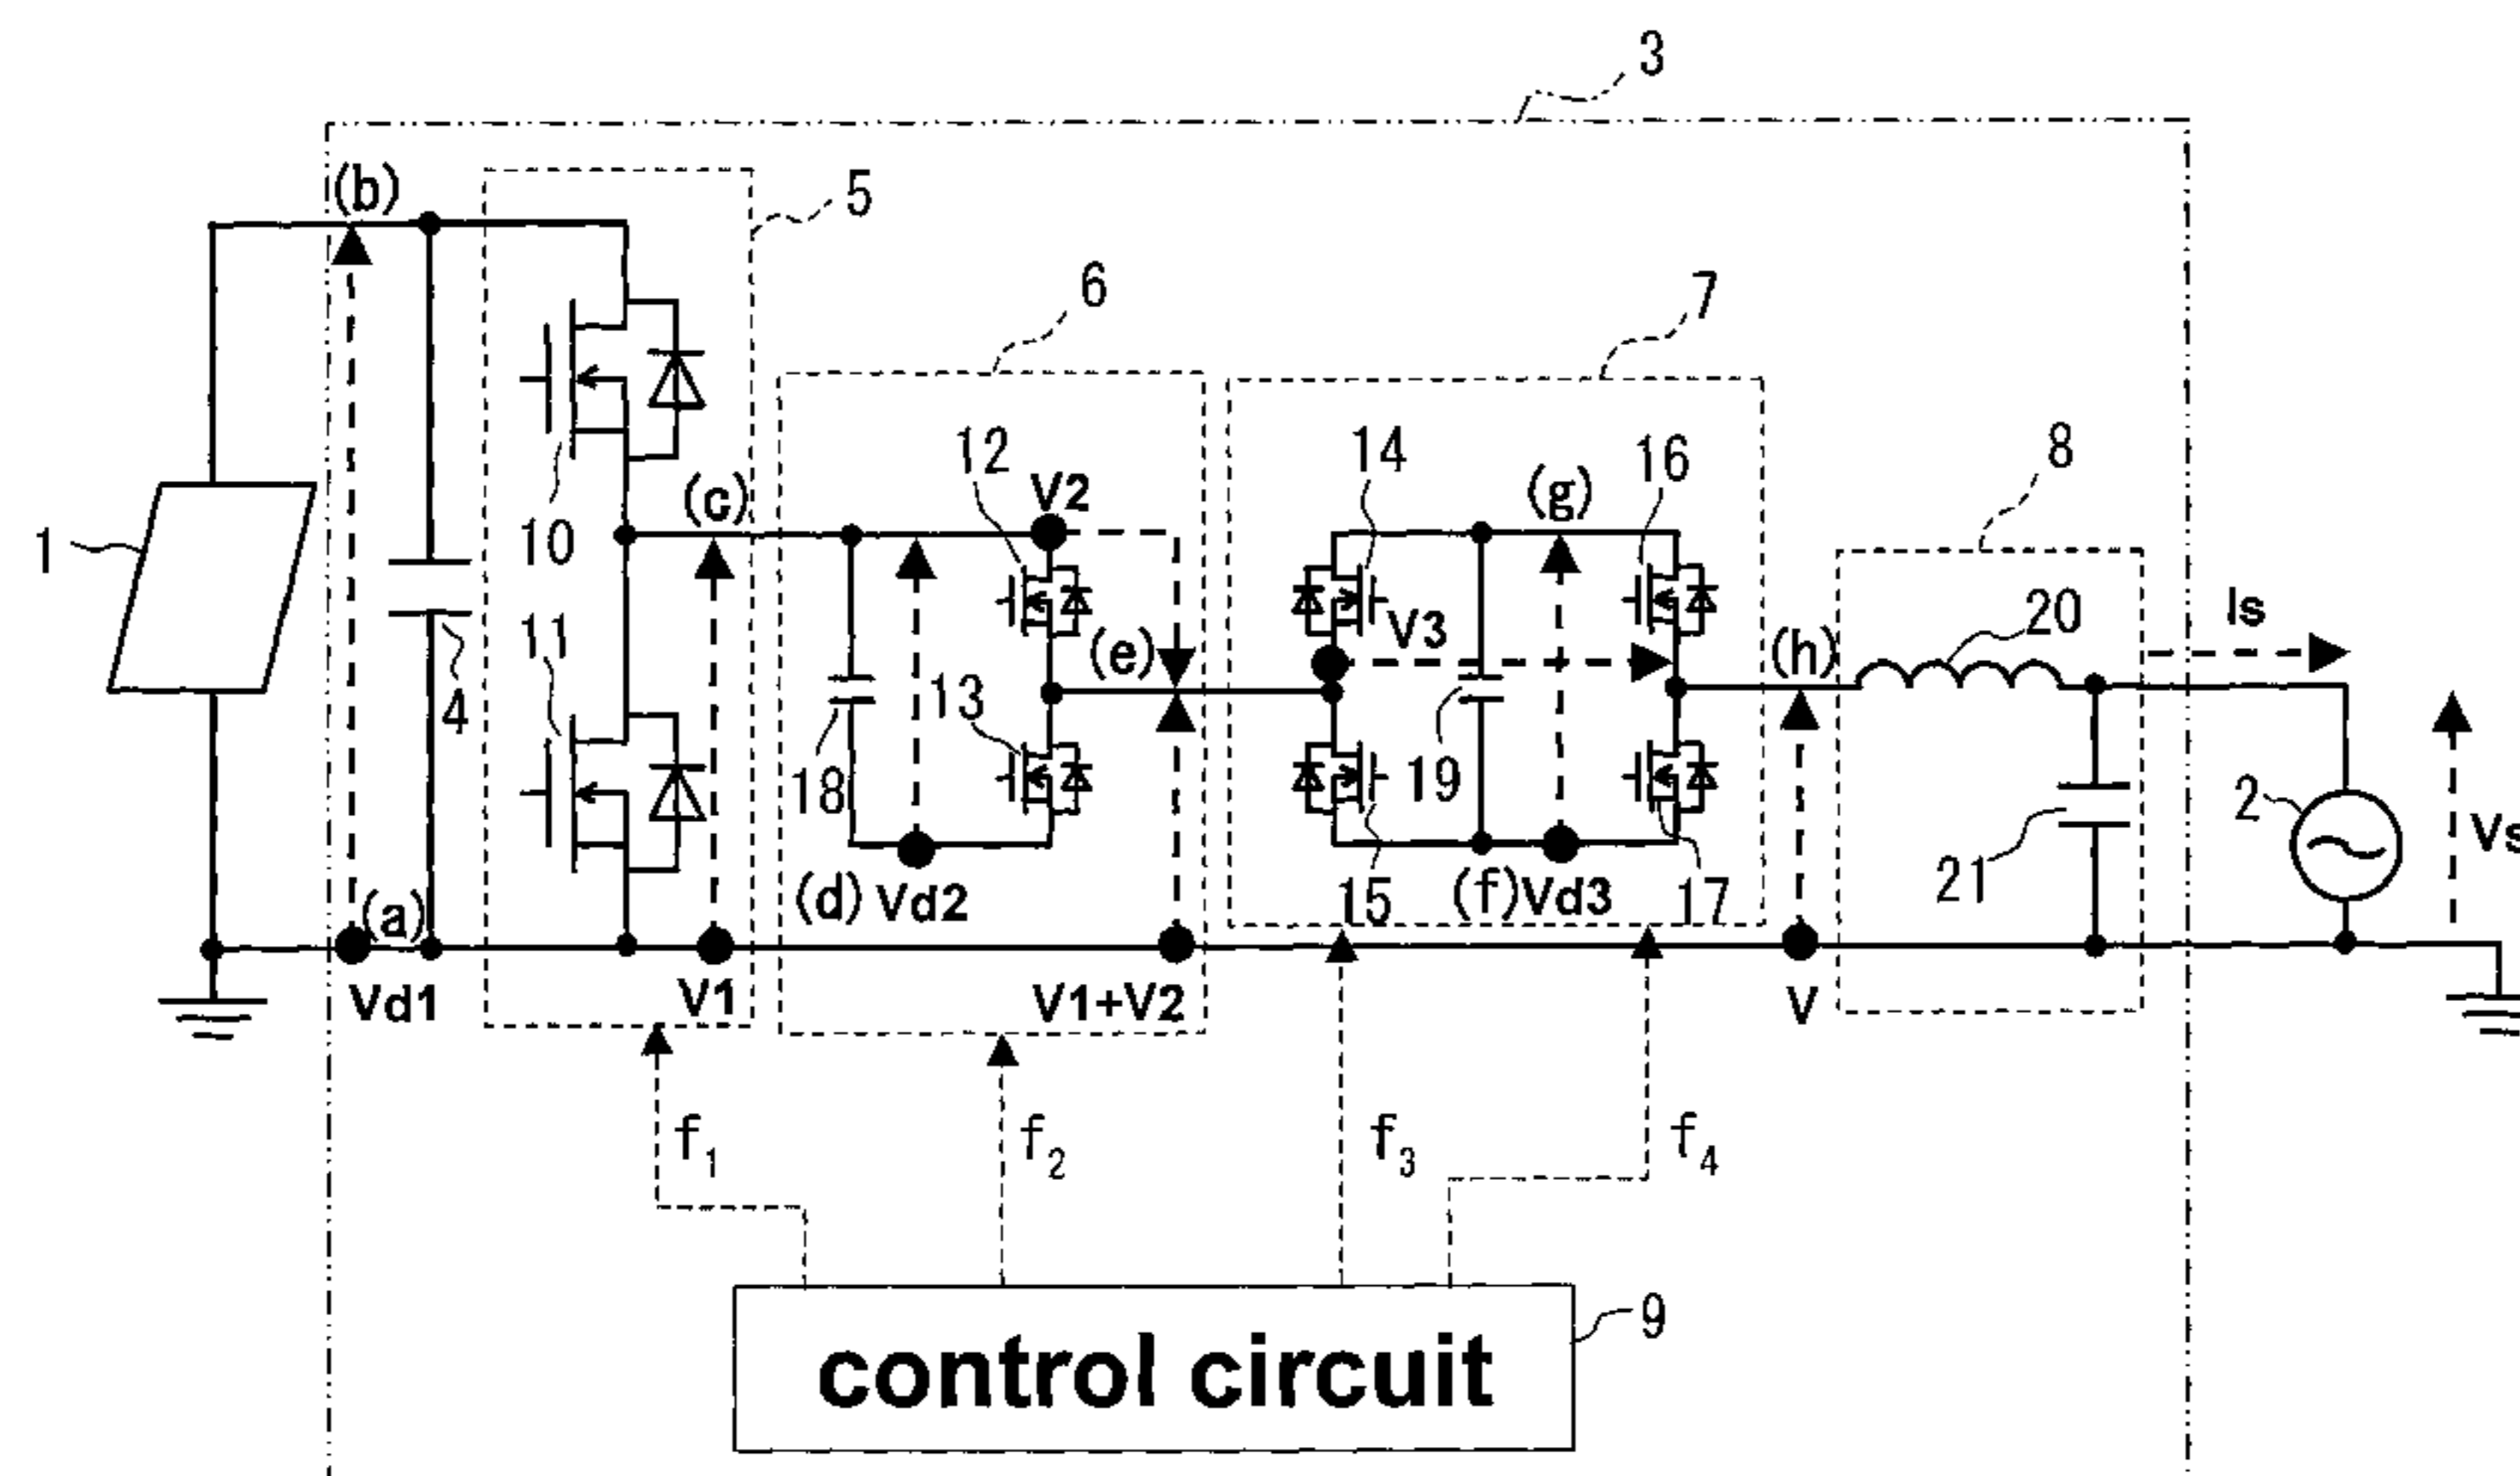 3
(b)
5
6
7
12
14
16
8
V2
(c)
(g)
1
10
20
Is
11
(e)
V3
(h)
4
13
18
19
2
Vs
21
(a)
(d) Vd2
15
(f) Vd3
17
Vd1
V1
V1+V2
V
f1
f2
f3
f4
control circuit
9